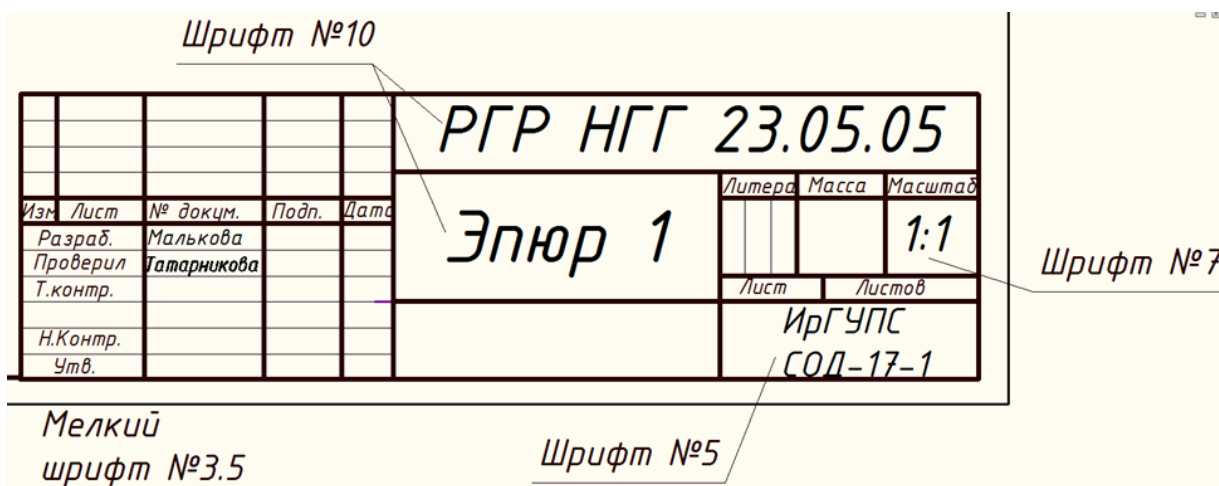 Шрифт №10
РГР НГГ 23.05.05
Литера Масса Масштаб
Изм Лист № докум. Подп. Дата
Разраб. Малькова
Эпюр 1
1:1
Проверил Татарникова
Шрифт №7
Т.контр.
Лист Листов
ИрГУПС
Н.Контр.
СОД-17-1
Утв.
Мелкий
шрифт №3.5
Шрифт №5